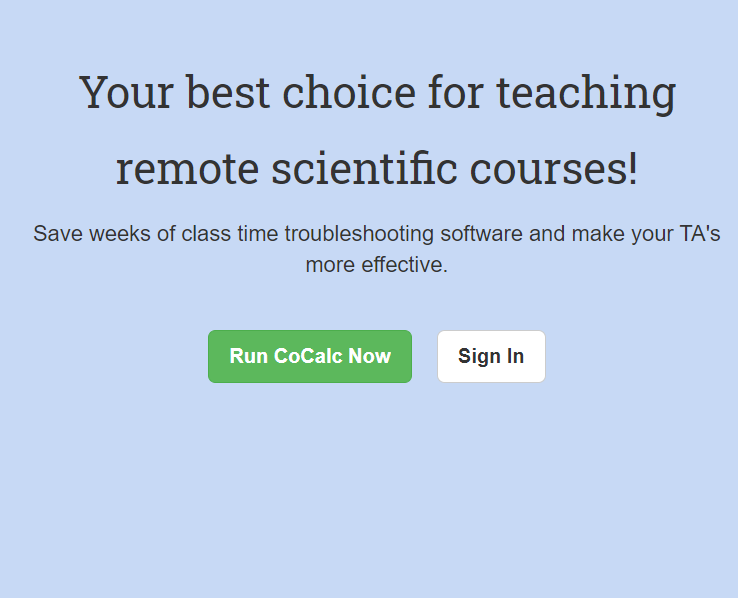 Your best choice for teaching
remote scientific courses!
Save weeks of class time troubleshooting software and make your TA's
more effective.
Run CoCalc Now
Sign In